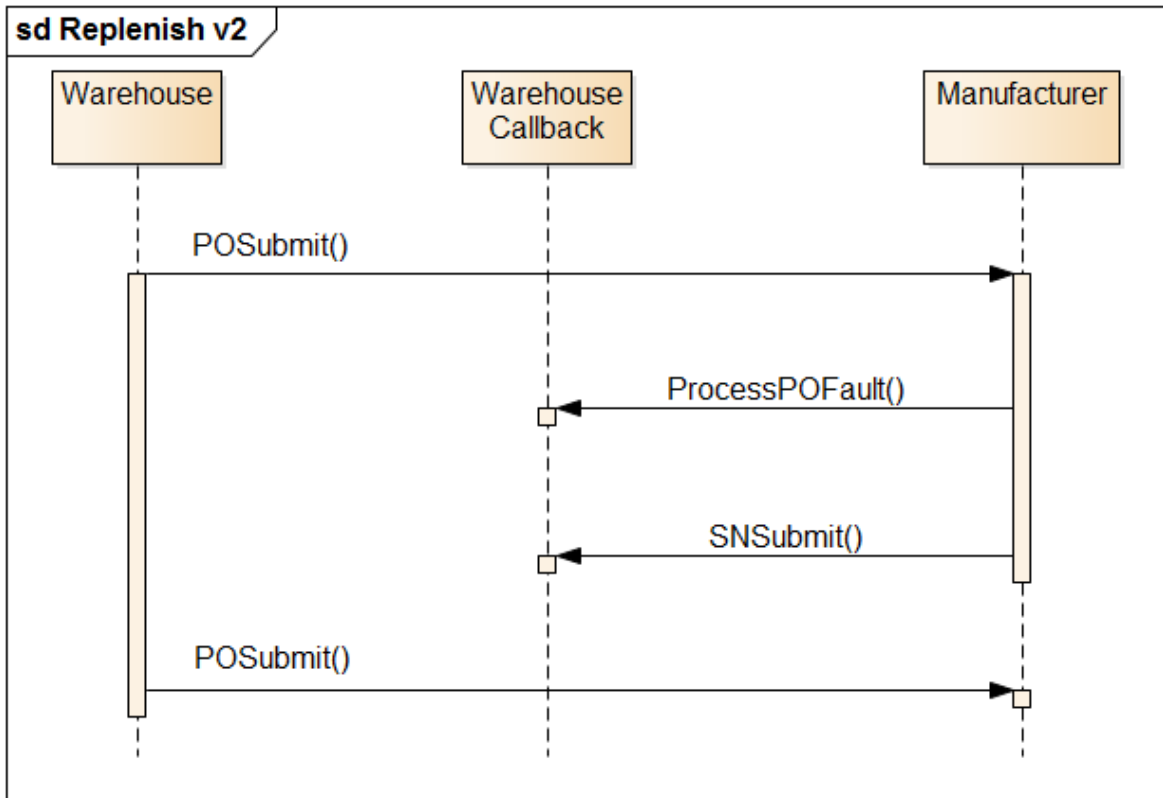 sd Replenish v2
Warehouse
Warehouse
Callback
Manufacturer
POSubmit()
ProcessPOFault()
SNSubmit()
POSubmit()